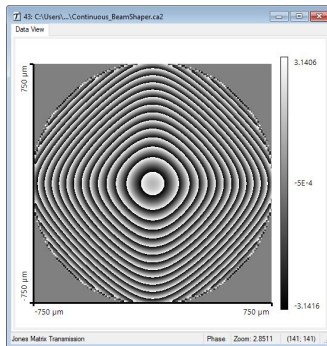 43: C:\Users\...\Continuous_BeamShaper.ca2
Data View
750 µm
-750 µm
-750 µm
750 µm
3.1406
-5E-4
-3.1416
Jones Matrix Transmission
Phase
Zoom: 2.8511
(141; 141)